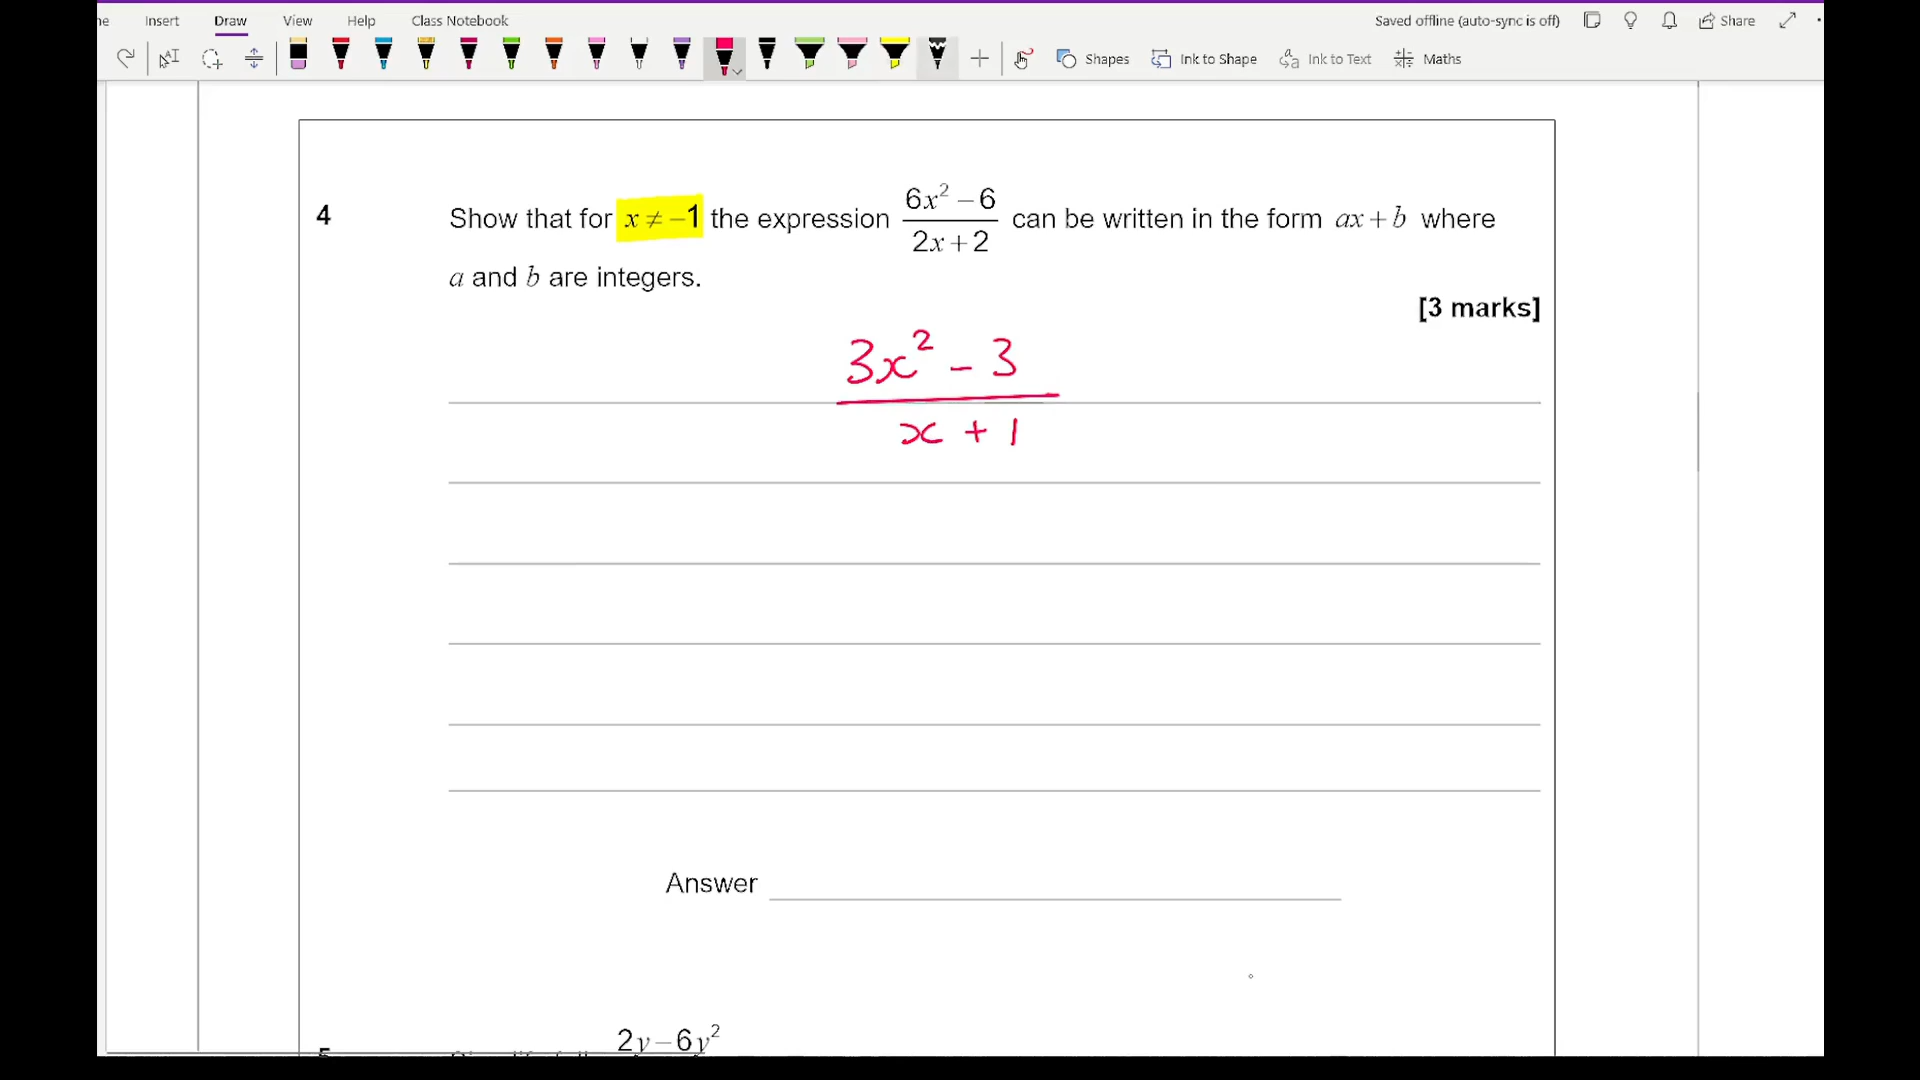 Insert Draw View Help Class Notebook Saved offline (auto-sync is off) Share
Shapes Ink to Shape Ink to Text Maths
4 Show that for x ≠ −1 the expression (6x² − 6)/(2x + 2) can be written in the form ax + b where
a and b are integers.
[3 marks]
3x² − 3
x + 1
Answer
2y − 6y²